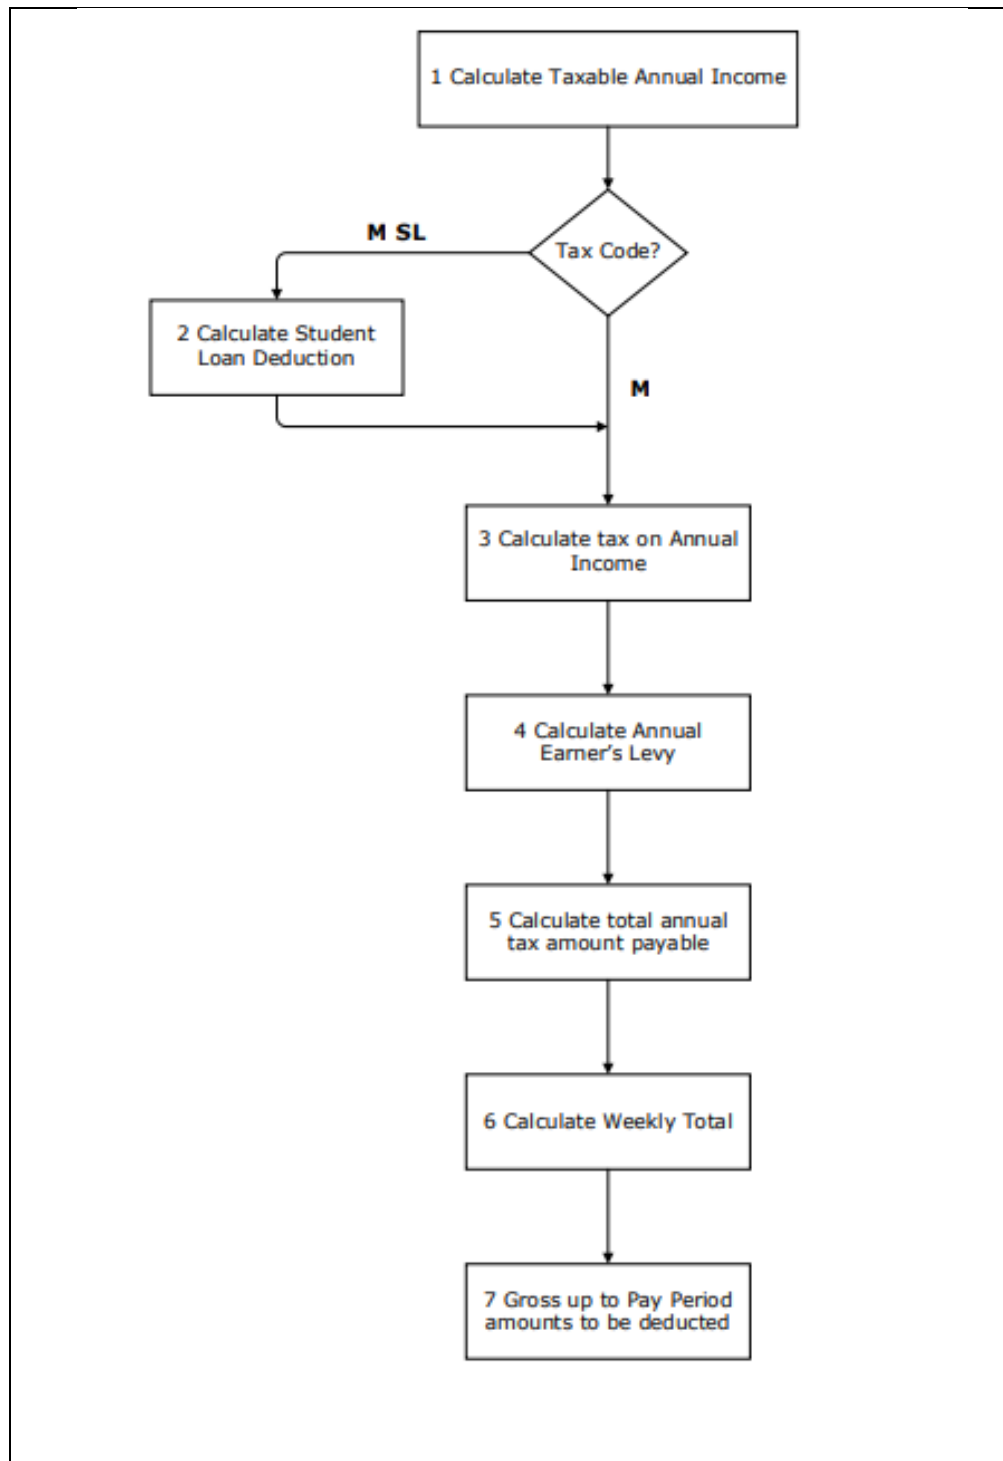 1 Calculate Taxable Annual Income
Tax Code?
M SL
2 Calculate Student
Loan Deduction
M
3 Calculate tax on Annual
Income
4 Calculate Annual
Earner's Levy
5 Calculate total annual
tax amount payable
6 Calculate Weekly Total
7 Gross up to Pay Period
amounts to be deducted